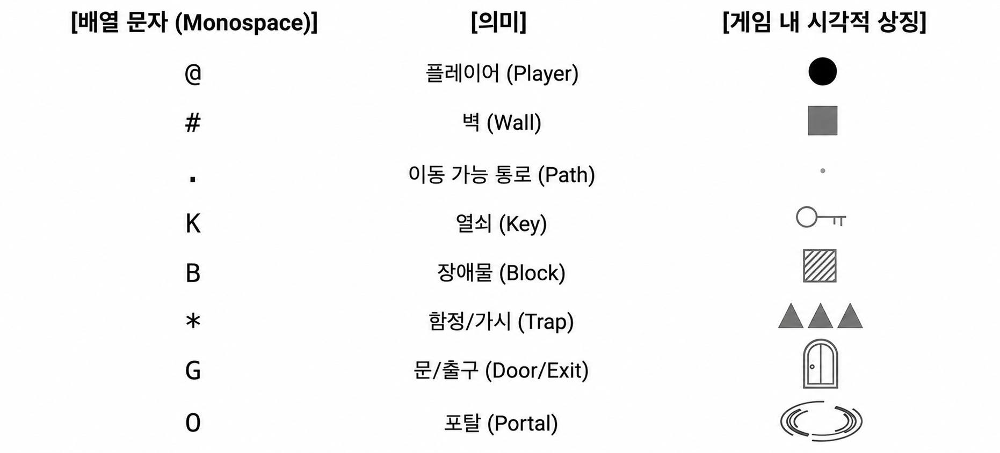 [배열 문자 (Monospace)] [의미] [게임 내 시각적 상징]
@ 플레이어 (Player)
# 벽 (Wall)
. 이동 가능 통로 (Path)
K 열쇠 (Key)
B 장애물 (Block)
* 함정/가시 (Trap)
G 문/출구 (Door/Exit)
O 포탈 (Portal)